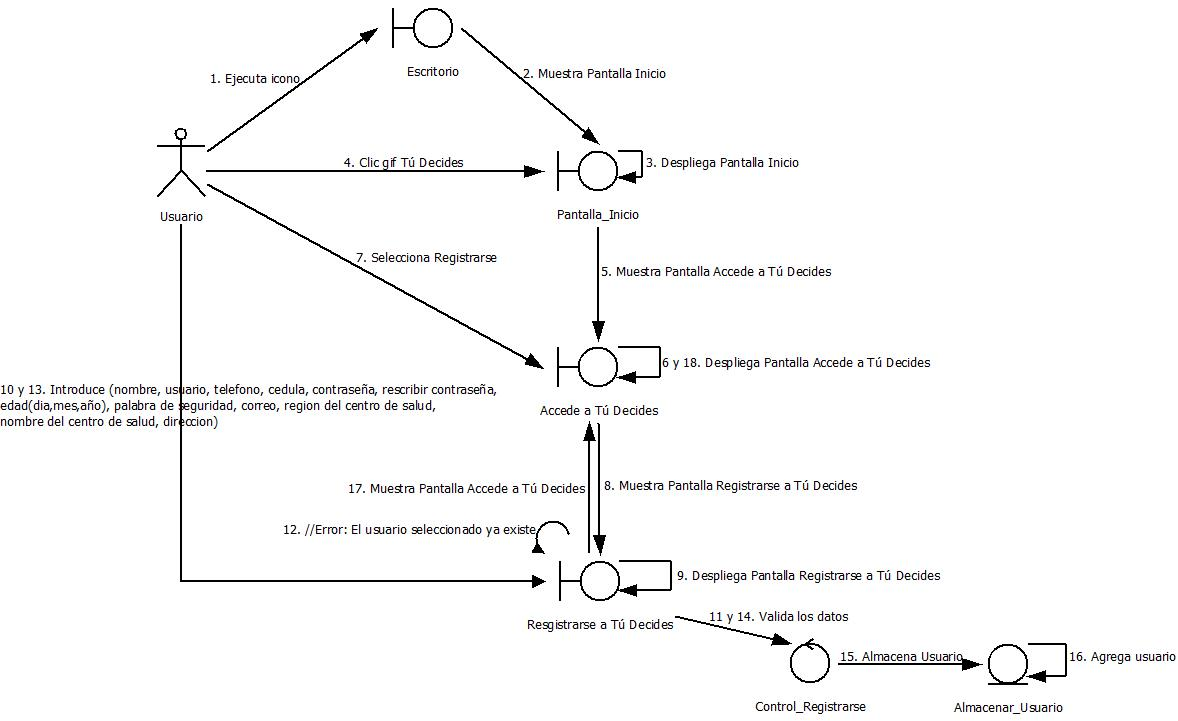 Escritorio
1. Ejecuta icono
2. Muestra Pantalla Inicio
4. Clic gif Tú Decides
3. Despliega Pantalla Inicio
Usuario
Pantalla_Inicio
7. Selecciona Registrarse
5. Muestra Pantalla Accede a Tú Decides
6 y 18. Despliega Pantalla Accede a Tú Decides
10 y 13. Introduce (nombre, usuario, telefono, cedula, contraseña, rescribir contraseña,
edad(dia,mes,año), palabra de seguridad, correo, region del centro de salud,
nombre del centro de salud, direccion)
Accede a Tú Decides
17. Muestra Pantalla Accede a Tú Decides
8. Muestra Pantalla Registrarse a Tú Decides
12. //Error: El usuario seleccionado ya existe
9. Despliega Pantalla Registrarse a Tú Decides
Resgistrarse a Tú Decides
11 y 14. Valida los datos
15. Almacena Usuario
16. Agrega usuario
Control_Registrarse
Almacenar_Usuario